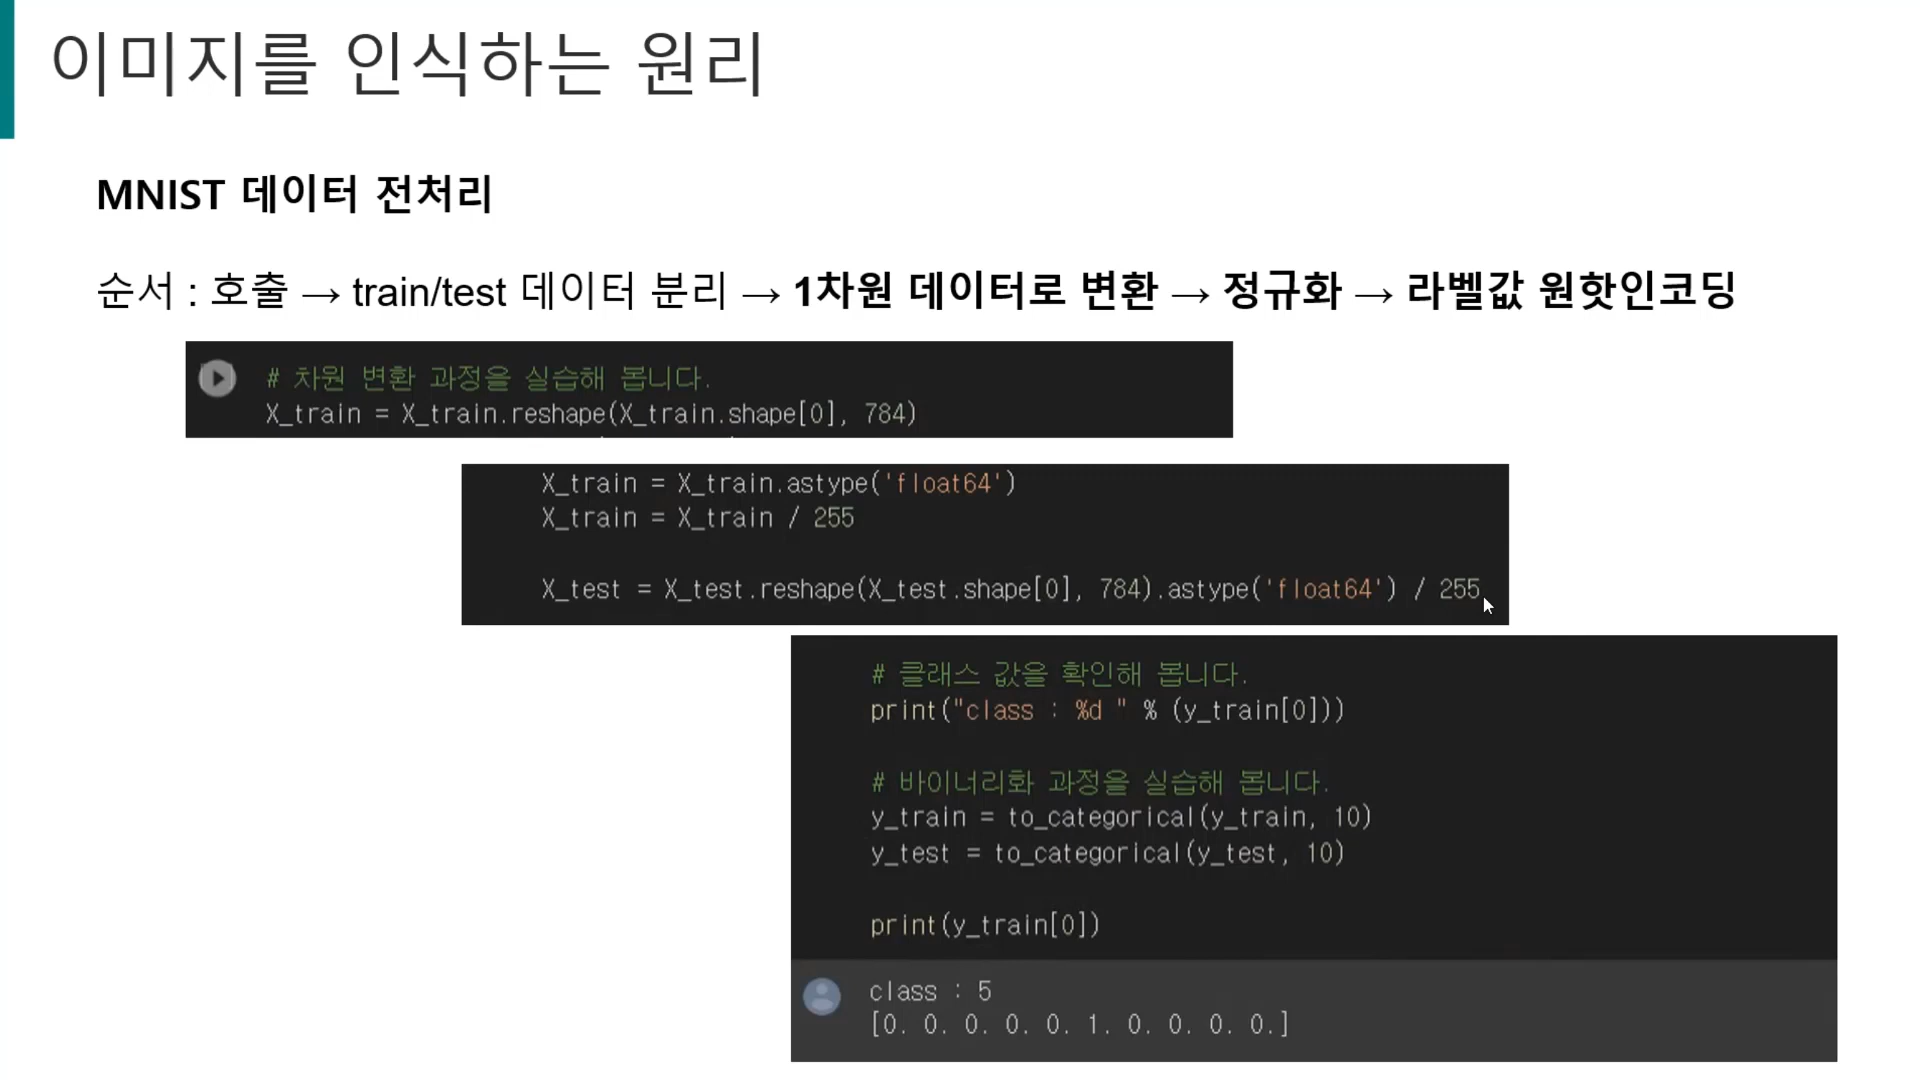 이미지를 인식하는 원리
MNIST 데이터 전처리
순서 : 호출 → train/test 데이터 분리 → 1차원 데이터로 변환 → 정규화 → 라벨값 원핫인코딩
# 차원 변환 과정을 실습해 봅니다.
X_train = X_train.reshape(X_train.shape[0], 784)
X_train = X_train.astype('float64')
X_train = X_train / 255
X_test = X_test.reshape(X_test.shape[0], 784).astype('float64') / 255
# 클래스 값을 확인해 봅니다.
print("class : %d " % (y_train[0]))
# 바이너리화 과정을 실습해 봅니다.
y_train = to_categorical(y_train, 10)
y_test = to_categorical(y_test, 10)
print(y_train[0])
class : 5
[0. 0. 0. 0. 0. 1. 0. 0. 0. 0.]